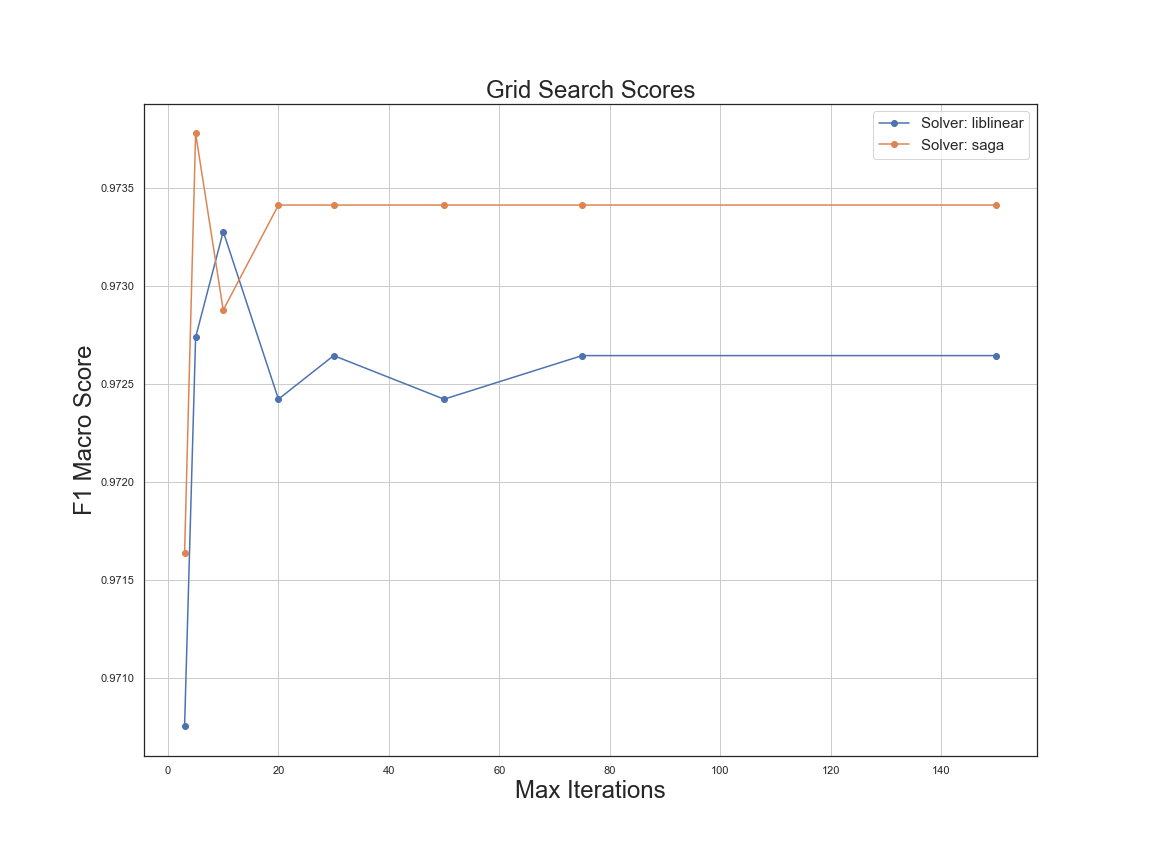 Grid Search Scores
Solver: liblinear
Solver: saga
0.9735
0.9730
0.9725
0.9720
0.9715
0.9710
F1 Macro Score
0 20 40 60 80 100 120 140
Max Iterations